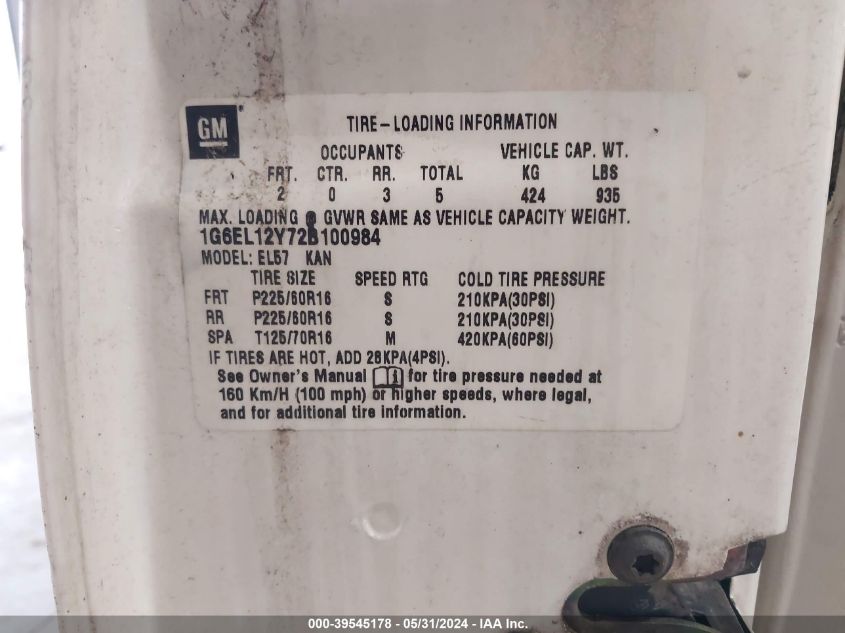 GM
TIRE-LOADING INFORMATION
OCCUPANTS VEHICLE CAP. WT.
FRT. CTR. RR. TOTAL KG LBS
2 0 3 5 424 935
MAX. LOADING @ GVWR SAME AS VEHICLE CAPACITY WEIGHT.
1G6EL12Y72B100984
MODEL: EL57 KAN
TIRE SIZE SPEED RTG COLD TIRE PRESSURE
FRT P225/60R16 S 210KPA(30PSI)
RR P225/60R16 S 210KPA(30PSI)
SPA T125/70R16 M 420KPA(60PSI)
IF TIRES ARE HOT, ADD 28KPA(4PSI).
See Owner's Manual for tire pressure needed at
160 Km/H (100 mph) or higher speeds, where legal,
and for additional tire information.
000-39545178 - 05/31/2024 - IAA Inc.